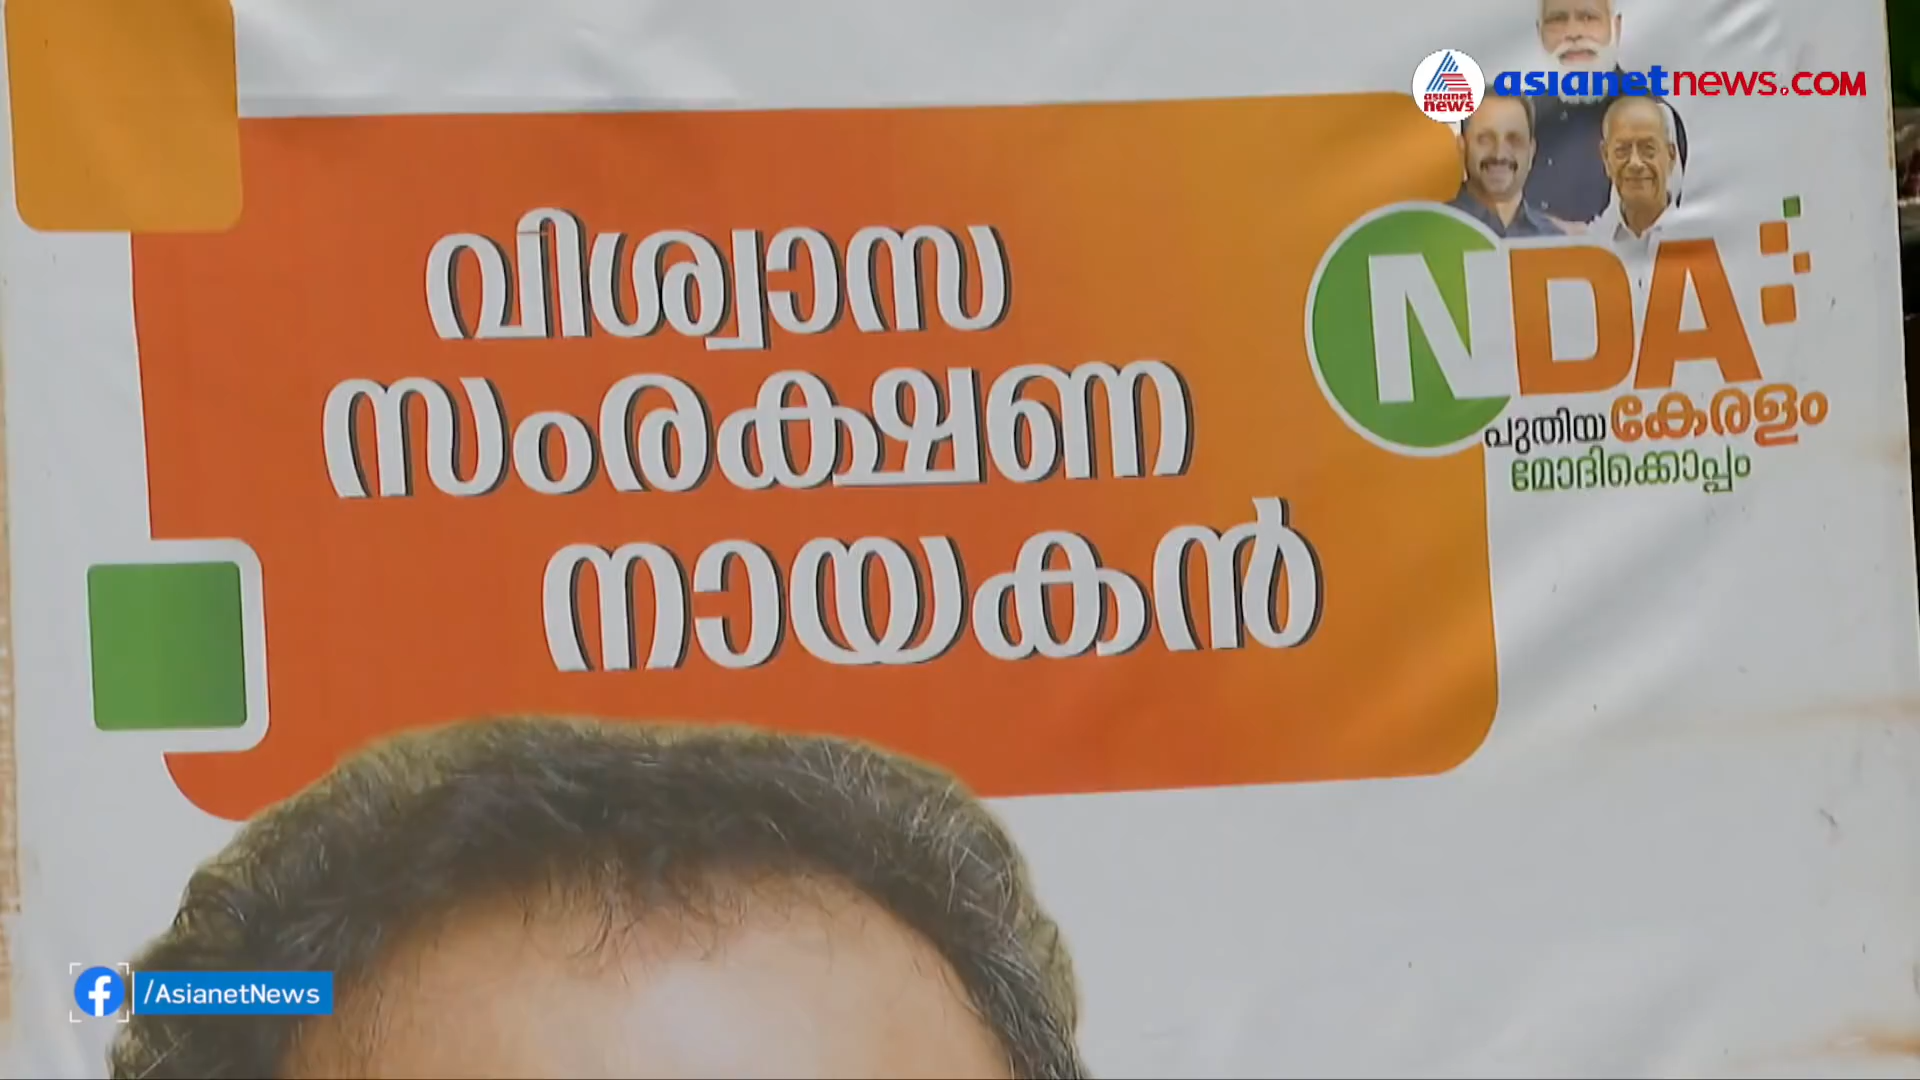 asianet news
asianetnews.COM
വിശ്വാസ
സംരക്ഷണ
നായകൻ
NDA
പുതിയ കേരളം
മോദിക്കൊപ്പം
/AsianetNews